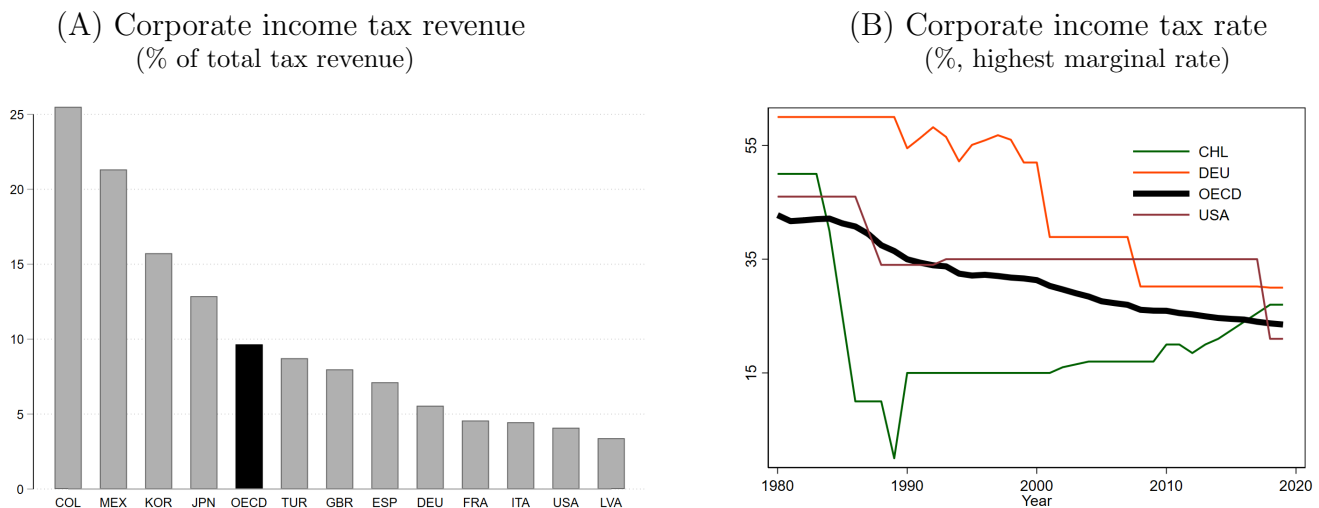 (A) Corporate income tax revenue
(% of total tax revenue)
25
20
15
10
5
0
COL MEX KOR JPN OECD TUR GBR ESP DEU FRA ITA USA LVA
(B) Corporate income tax rate
(%, highest marginal rate)
55
35
15
CHL
DEU
OECD
USA
1980 1990 2000 2010 2020
Year